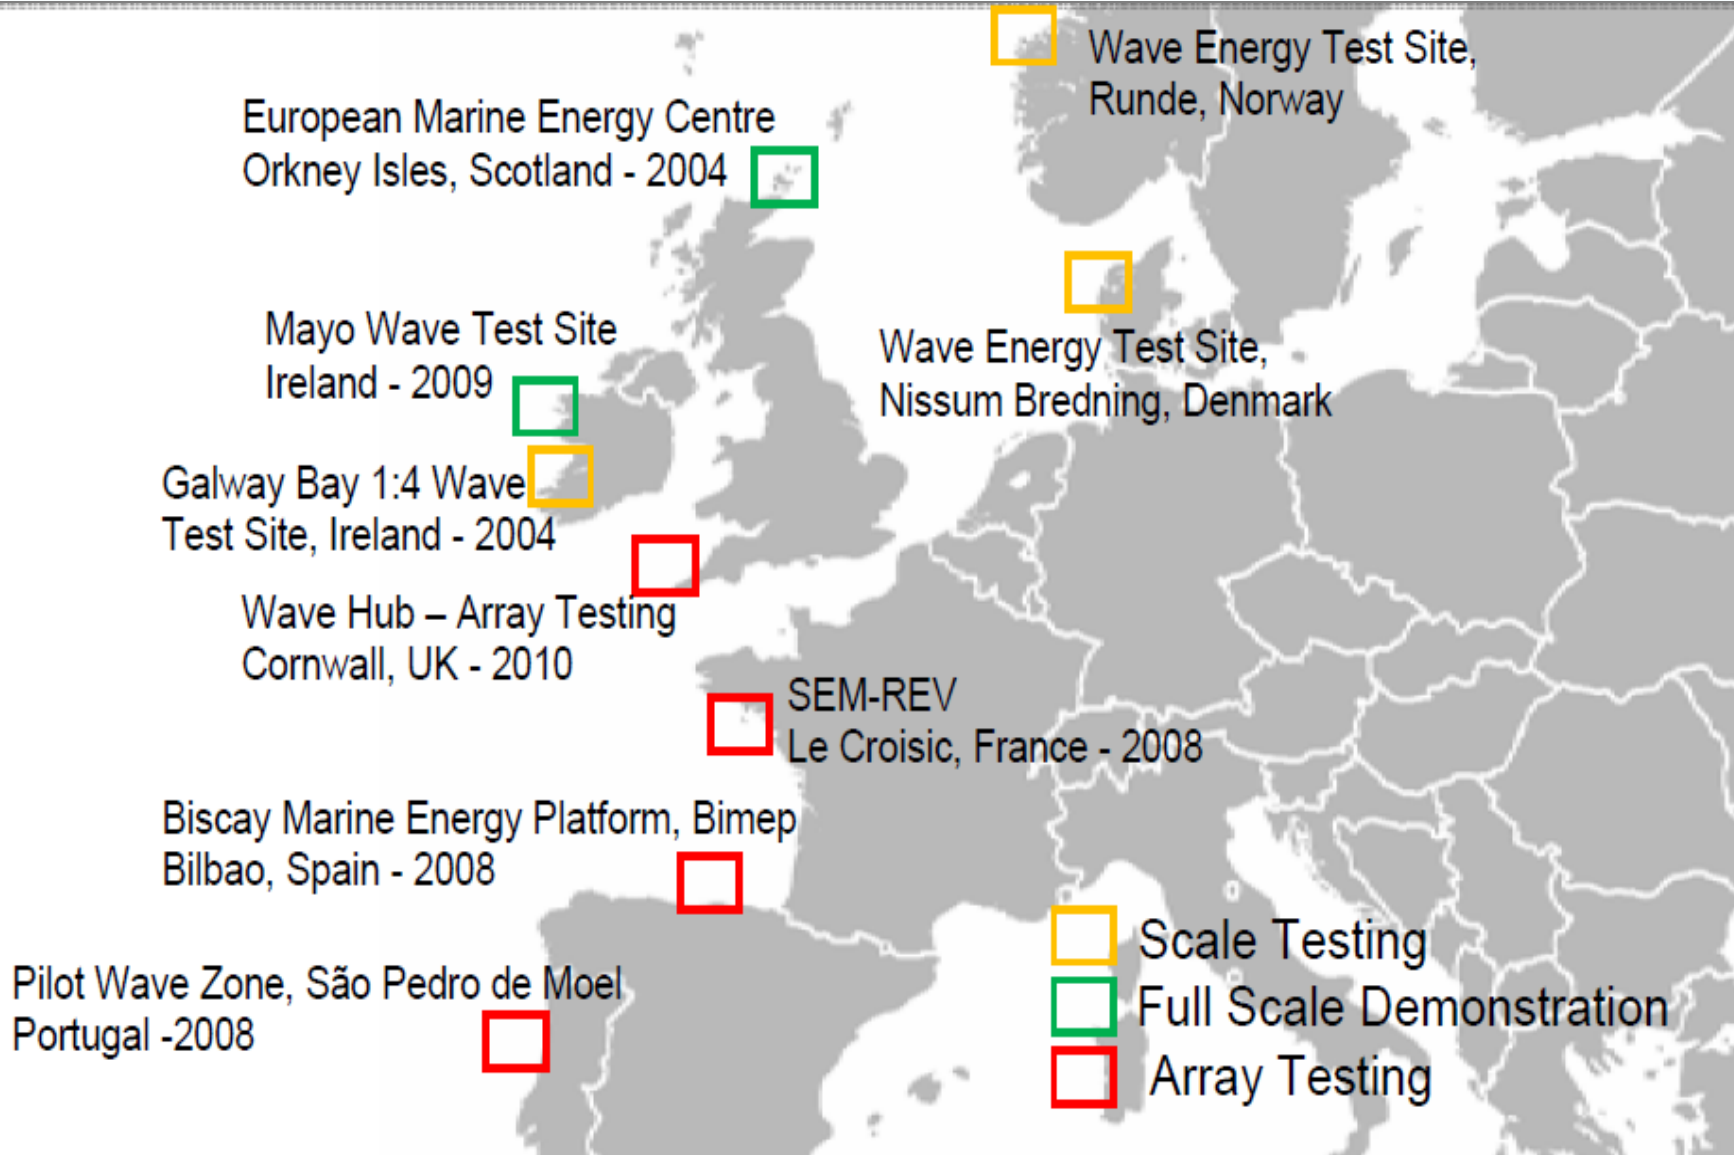 Wave Energy Test Site,
Runde, Norway
European Marine Energy Centre
Orkney Isles, Scotland - 2004
Mayo Wave Test Site
Ireland - 2009
Wave Energy Test Site,
Nissum Bredning, Denmark
Galway Bay 1:4 Wave
Test Site, Ireland - 2004
Wave Hub – Array Testing
Cornwall, UK - 2010
SEM-REV
Le Croisic, France - 2008
Biscay Marine Energy Platform, Bimep
Bilbao, Spain - 2008
Pilot Wave Zone, São Pedro de Moel
Portugal -2008
Scale Testing
Full Scale Demonstration
Array Testing